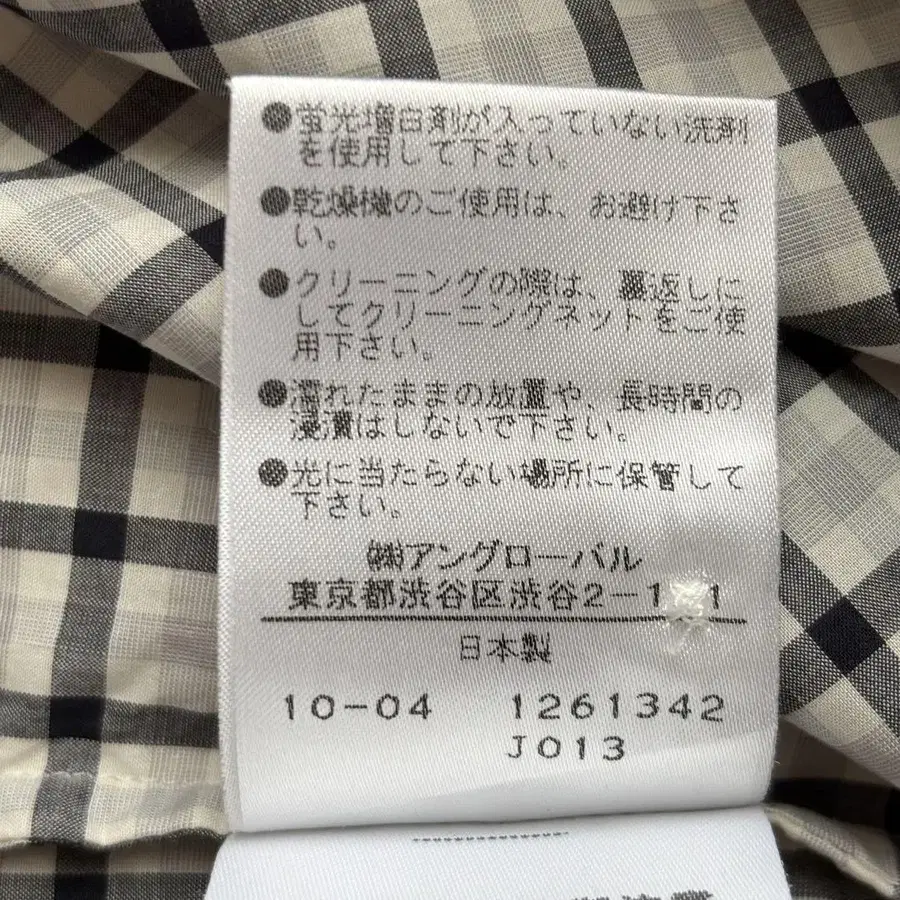 ●蛍光増白剤が入っていない洗剤
を使用して下さい。
●乾燥機のご使用は、お避け下さ
い。
●クリーニングの際は、裏返しに
してクリーニングネットをご使
用下さい。
●濡れたままの放置や、長時間の
浸漬はしないで下さい。
●光に当たらない場所に保管して
下さい。
㈱アングローバル
東京都渋谷区渋谷2-1 1
日本製
10-04 1261342
J013